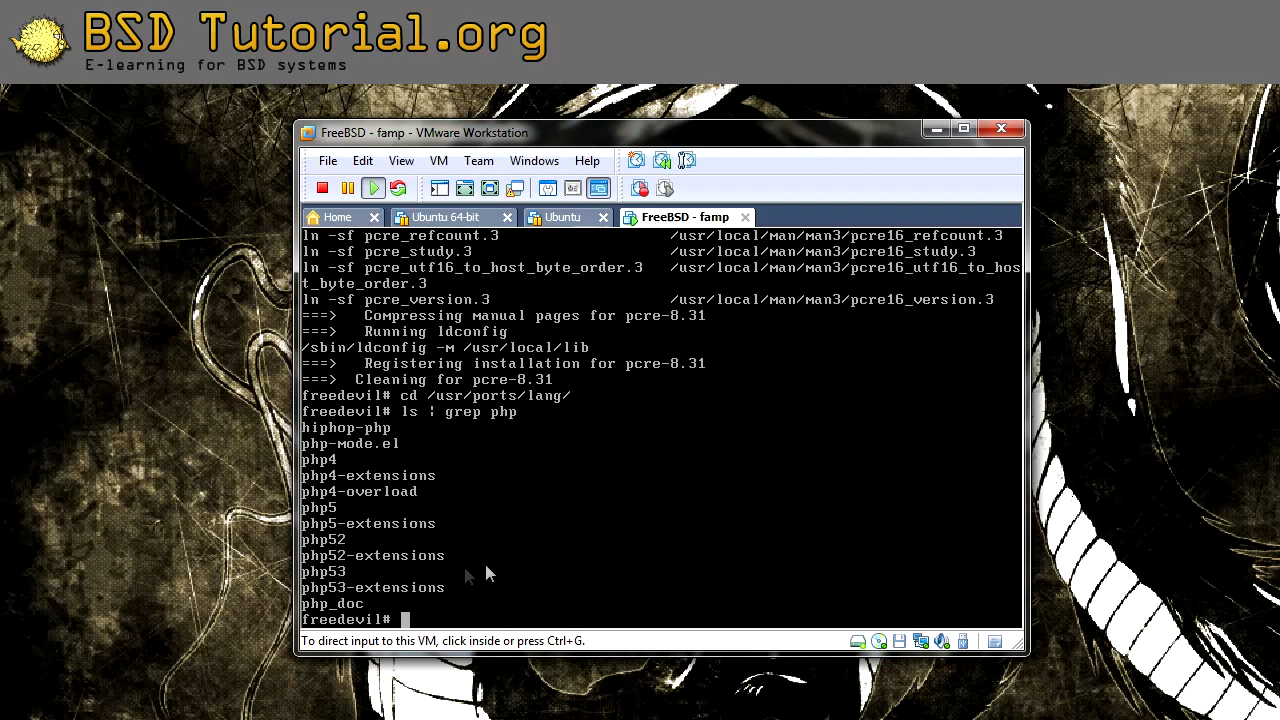 BSD Tutorial.org
E-learning for BSD systems
FreeBSD - famp - VMware Workstation
File Edit View VM Team Windows Help
Home Ubuntu 64-bit Ubuntu FreeBSD - famp
ln -sf pcre_refcount.3 /usr/local/man/man3/pcre16_refcount.3
ln -sf pcre_study.3 /usr/local/man/man3/pcre16_study.3
ln -sf pcre_utf16_to_host_byte_order.3 /usr/local/man/man3/pcre16_utf16_to_hos
t_byte_order.3
ln -sf pcre_version.3 /usr/local/man/man3/pcre16_version.3
===> Compressing manual pages for pcre-8.31
===> Running ldconfig
/sbin/ldconfig -m /usr/local/lib
===> Registering installation for pcre-8.31
===> Cleaning for pcre-8.31
freedevil# cd /usr/ports/lang/
freedevil# ls | grep php
hiphop-php
php-mode.el
php4
php4-extensions
php4-overload
php5
php5-extensions
php52
php52-extensions
php53
php53-extensions
php_doc
freedevil#
To direct input to this VM, click inside or press Ctrl+G.